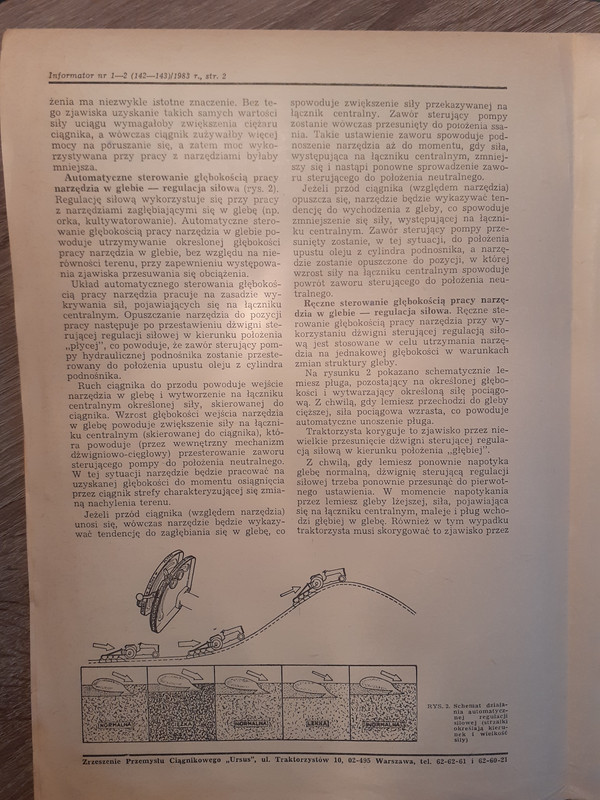 Informator nr 1—2 (142—143)/1983 r., str. 2
żenia ma niezwykle istotne znaczenie. Bez te-
go zjawiska uzyskanie takich samych wartości
siły uciągu wymagałoby zwiększenia ciężaru
ciągnika, a wówczas ciągnik zużywałby więcej
mocy na poruszanie się, a zatem moc wyko-
rzystywana przy pracy z narzędziami byłaby
mniejsza.
Automatyczne sterowanie głębokością pracy
narzędzia w glebie — regulacja siłowa (rys. 2).
Regulację siłową wykorzystuje się przy pracy
z narzędziami zagłębiającymi się w glebę (np.
orka, kultywatorowanie). Automatyczne stero-
wanie głębokością pracy narzędzia w glebie po-
woduje utrzymywanie określonej głębokości
pracy narzędzia w glebie, bez względu na nie-
równości terenu, przy zapewnieniu występowa-
nia zjawiska przesuwania się obciążenia.
Układ automatycznego sterowania głębokoś-
cią pracy narzędzia pracuje na zasadzie wy-
krywania sił, pojawiających się na łączniku
centralnym. Opuszczanie narzędzia do pozycji
pracy następuje po przestawieniu dźwigni ste-
rującej regulacji siłowej w kierunku położenia
„płycej", co powoduje, że zawór sterujący pom-
py hydraulicznej podnośnika zostanie przeste-
rowany do położenia upustu oleju z cylindra
podnośnika.
Ruch ciągnika do przodu powoduje wejście
narzędzia w glebę i wytworzenie na łączniku
centralnym określonej siły, skierowanej do
ciągnika. Wzrost głębokości wejścia narzędzia
w glebę powoduje zwiększenie siły na łączni-
ku centralnym (skierowanej do ciągnika), któ-
ra powoduje (przez wewnętrzny mechanizm
dźwigniowo-cięgłowy) przesterowanie zaworu
sterującego pompy do położenia neutralnego.
W tej sytuacji narzędzie będzie pracować na
uzyskanej głębokości do momentu osiągnięcia
przez ciągnik strefy charakteryzującej się zmia-
ną nachylenia terenu.
Jeżeli przód ciągnika (względem narzędzia)
unosi się, wówczas narzędzie będzie wykazy-
wać tendencję do zagłębiania się w glebę, co
spowoduje zwiększenie siły przekazywanej na
łącznik centralny. Zawór sterujący pompy
zostanie wówczas przesunięty do położenia ssa-
nia. Takie ustawienie zaworu spowoduje pod-
noszenie narzędzia aż do momentu, gdy siła,
występująca na łączniku centralnym, zmniej-
szy się i nastąpi ponowne sprowadzenie zawo-
ru sterującego do położenia neutralnego.
Jeżeli przód ciągnika (względem narzędzia)
opuszcza się, narzędzie będzie wykazywać ten-
dencję do wychodzenia z gleby, co spowoduje
zmniejszenie się siły, występującej na łączni-
ku centralnym. Zawór sterujący pompy prze-
sunięty zostanie, w tej sytuacji, do położenia
upustu oleju z cylindra podnośnika, a narzę-
dzie zostanie opuszczone do pozycji, w której
wzrost siły na łączniku centralnym spowoduje
powrót zaworu sterującego do położenia neu-
tralnego.
Ręczne sterowanie głębokością pracy narzę-
dzia w glebie — regulacja siłowa. Ręczne ste-
rowanie głębokością pracy narzędzia przy wy-
korzystaniu dźwigni sterującej regulacją siło-
wą jest stosowane w celu utrzymania narzę-
dzia na jednakowej głębokości w warunkach
zmian struktury gleby.
Na rysunku 2 pokazano schematycznie le-
miesz pługa, pozostający na określonej głębo-
kości i wytwarzający określoną siłę pociągo-
wą. Z chwilą, gdy lemiesz przechodzi do gleby
cięższej, siła pociągowa wzrasta, co powoduje
automatyczne unoszenie pługa.
Traktorzysta koryguje to zjawisko przez nie-
wielkie przesunięcie dźwigni sterującej regula-
cją siłową w kierunku położenia „głębiej".
Z chwilą, gdy lemiesz ponownie napotyka
glebę normalną, dźwignię sterującą regulacji
siłowej trzeba ponownie przesunąć do pierwot-
nego ustawienia. W momencie napotykania
przez lemiesz gleby lżejszej, siła, pojawiająca
się na łączniku centralnym, maleje i pług wcho-
dzi głębiej w glebę. Również w tym wypadku
traktorzysta musi skorygować to zjawisko przez
NORMALNA
NORMALNA
LEKKA
NORMALNA
RYS. 2. Schemat działa-
nia automatycz-
nej regulacji
siłowej (strzałki
określają kieru-
nek i wielkość
siły)
Zrzeszenie Przemysłu Ciągnikowego „Ursus", ul. Traktorzystów 10, 02-495 Warszawa, tel. 62-62-61 i 62-60-21